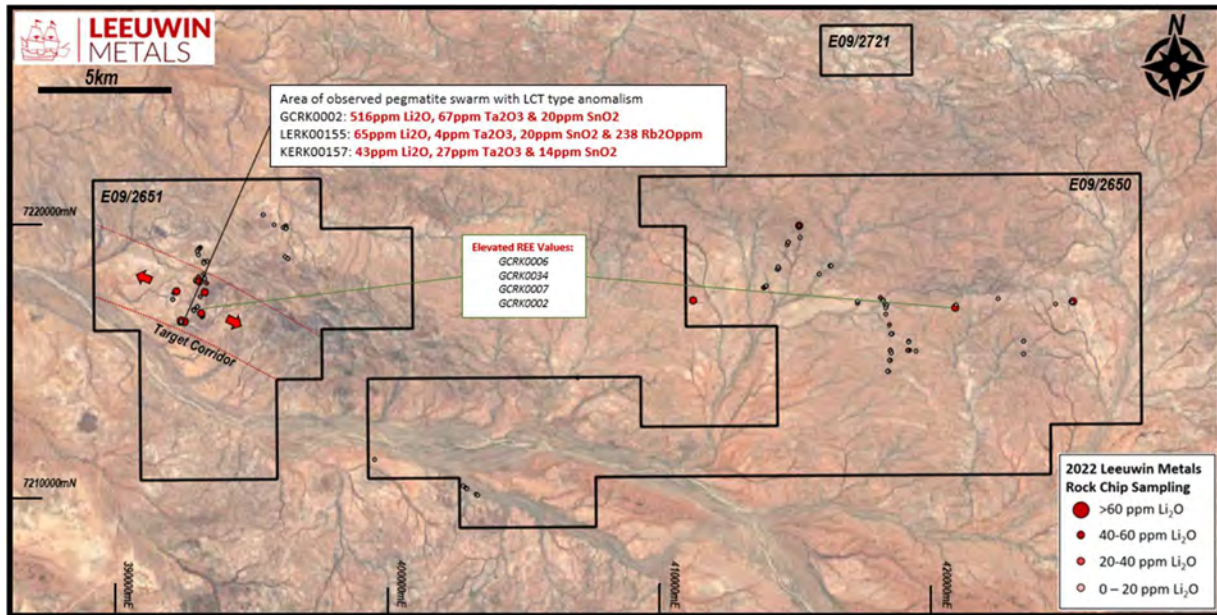 LEEUWIN
METALS
5km
N
E09/2721
Area of observed pegmatite swarm with LCT type anomalism
GCRK0002: 516ppm Li2O, 67ppm Ta2O3 & 20ppm SnO2
LERK00155: 65ppm Li2O, 4ppm Ta2O3, 20ppm SnO2 & 238 Rb2Oppm
KERK00157: 43ppm Li2O, 27ppm Ta2O3 & 14ppm SnO2
E09/2651
E09/2650
7220000mN
Elevated REE Values:
GCRK0006
GCRK0034
GCRK0007
GCRK0002
Target Corridor
7210000mN
2022 Leeuwin Metals
Rock Chip Sampling
>60 ppm Li₂O
40-60 ppm Li₂O
20-40 ppm Li₂O
0 – 20 ppm Li₂O
390000mE
400000mE
410000mE
420000mE